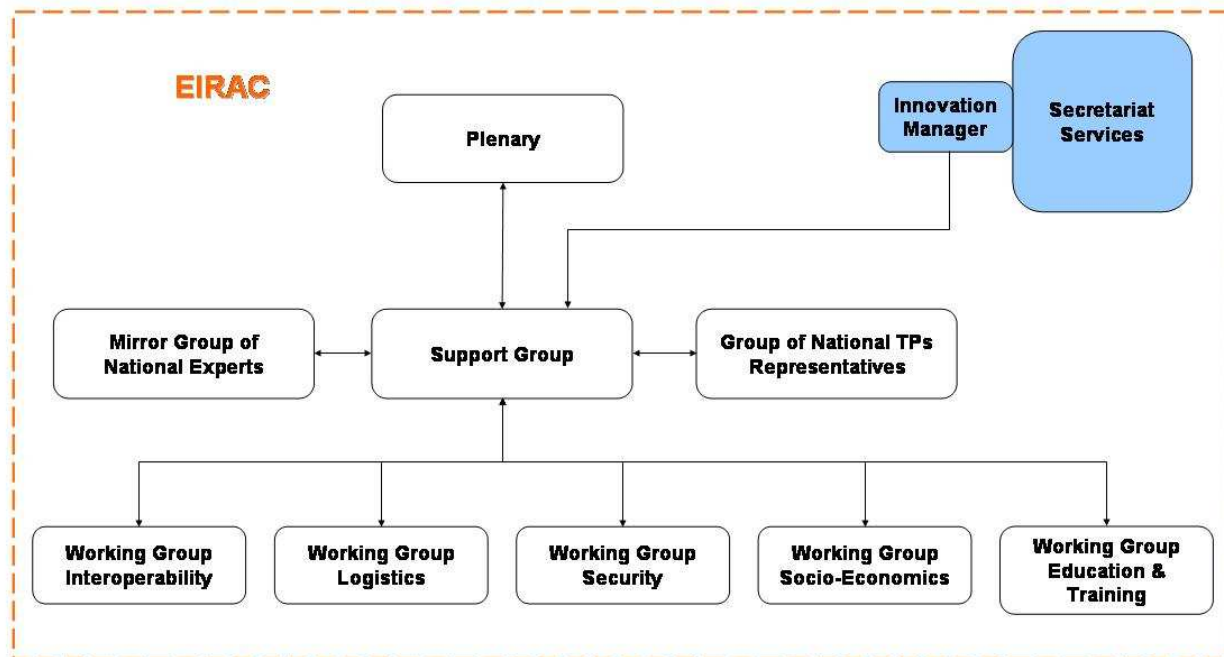 EIRAC
Plenary
Innovation
Manager
Secretariat
Services
Mirror Group of
National Experts
Support Group
Group of National TPs
Representatives
Working Group
Interoperability
Working Group
Logistics
Working Group
Security
Working Group
Socio-Economics
Working Group
Education &
Training